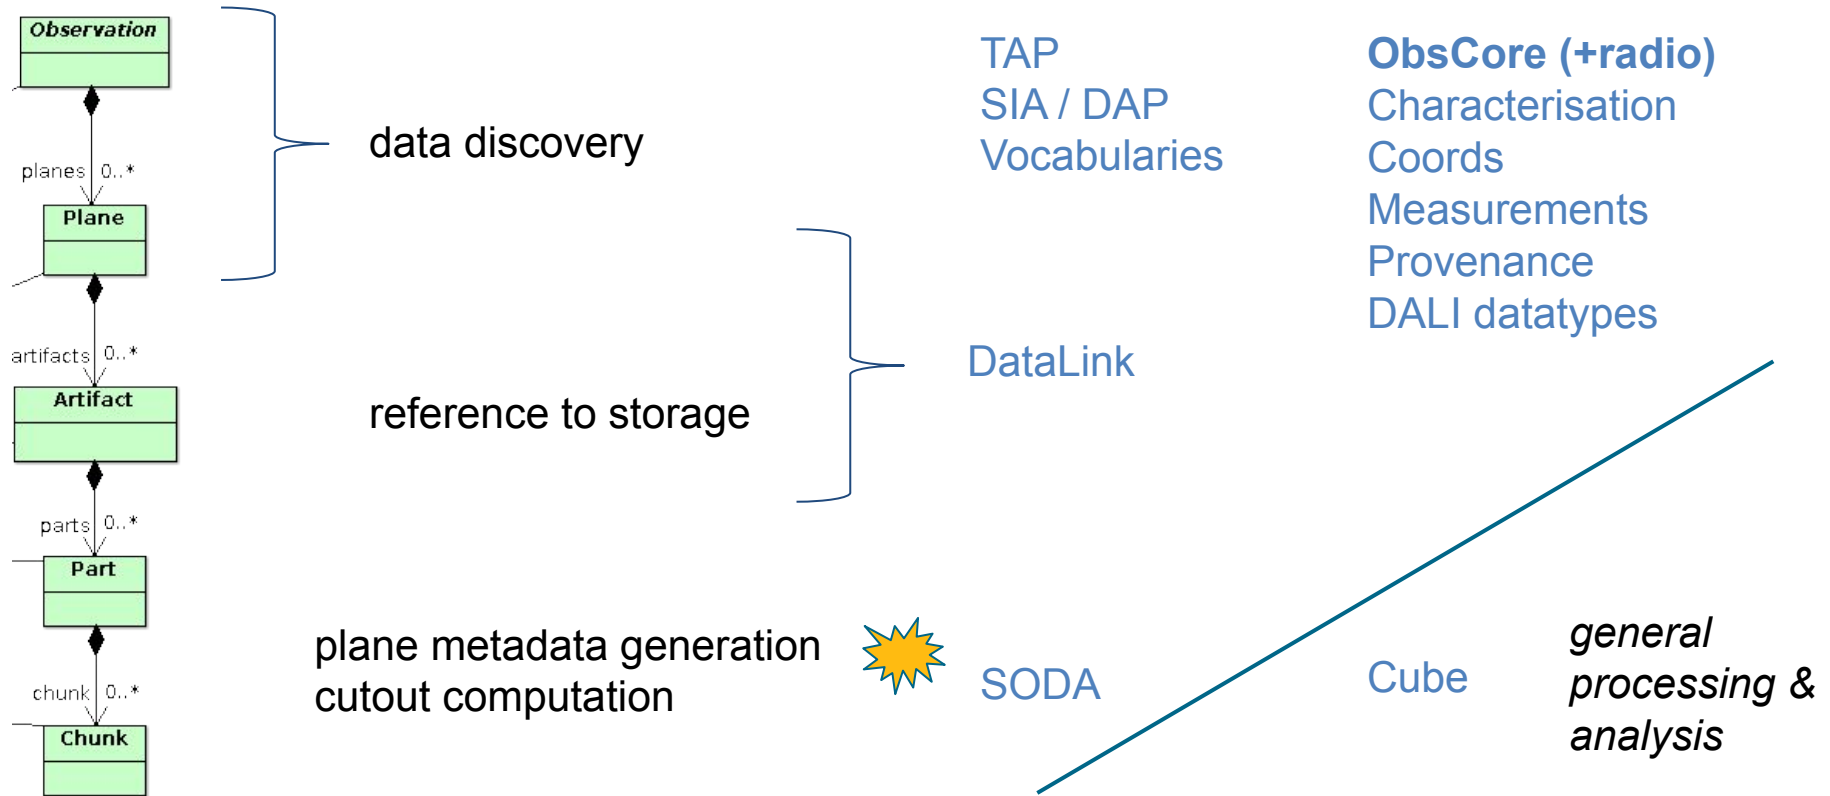 Observation
planes 0..*
Plane
artifacts 0..*
Artifact
parts 0..*
Part
chunk 0..*
Chunk
data discovery
reference to storage
plane metadata generation
cutout computation
TAP
SIA / DAP
Vocabularies
DataLink
SODA
ObsCore (+radio)
Characterisation
Coords
Measurements
Provenance
DALI datatypes
Cube
general
processing &
analysis